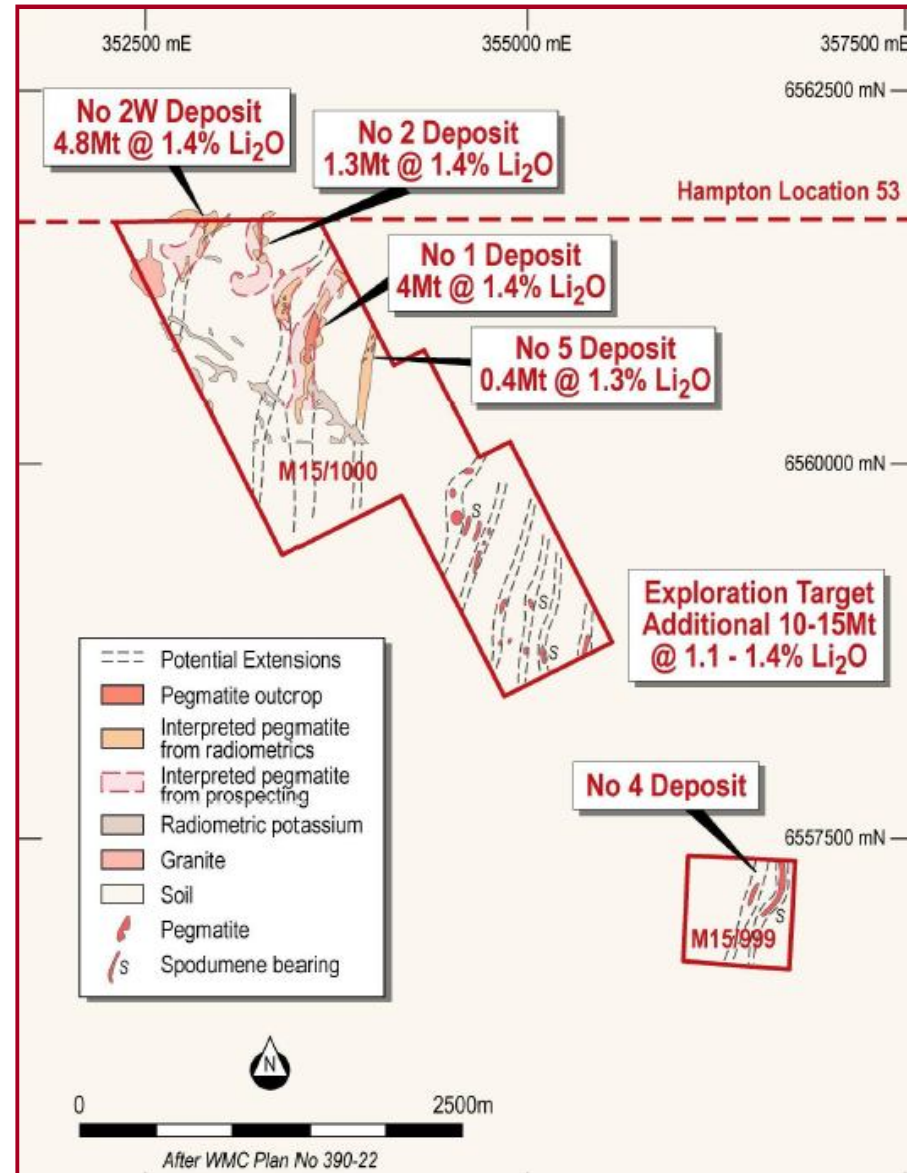 352500 mE
355000 mE
357500 mE
6562500 mN
No 2W Deposit
4.8Mt @ 1.4% Li₂O
No 2 Deposit
1.3Mt @ 1.4% Li₂O
Hampton Location 53
No 1 Deposit
4Mt @ 1.4% Li₂O
No 5 Deposit
0.4Mt @ 1.3% Li₂O
6560000 mN
M15/1000
S
S
S
Exploration Target
Additional 10-15Mt
@ 1.1 - 1.4% Li₂O
Potential Extensions
Pegmatite outcrop
Interpreted pegmatite
from radiometrics
Interpreted pegmatite
from prospecting
Radiometric potassium
Granite
Soil
Pegmatite
S
Spodumene bearing
No 4 Deposit
6557500 mN
S
M15/999
N
0
2500m
After WMC Plan No 390-22